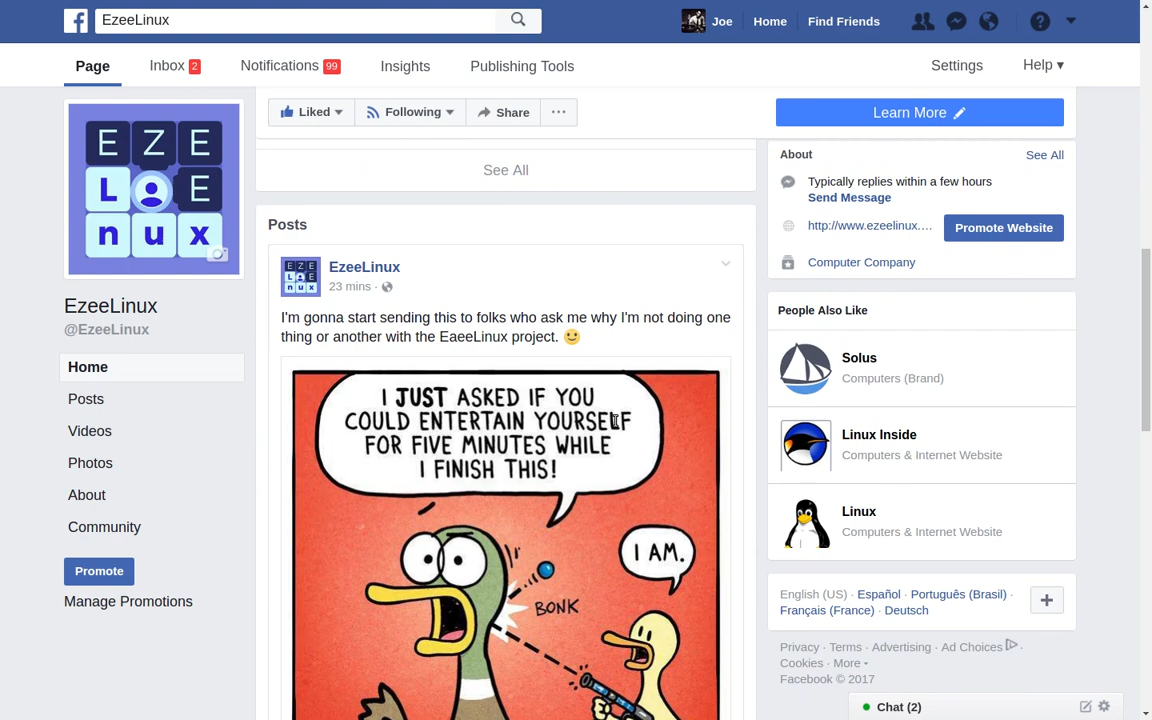 EzeeLinux
Joe Home Find Friends
Page Inbox 2 Notifications 99 Insights Publishing Tools Settings Help
E Z E
L E
n u x
EzeeLinux
@EzeeLinux
Home
Posts
Videos
Photos
About
Community
Promote
Manage Promotions
Liked Following Share ...
Learn More
See All
Posts
EzeeLinux
23 mins ·
I'm gonna start sending this to folks who ask me why I'm not doing one
thing or another with the EaeeLinux project.
I JUST ASKED IF YOU
COULD ENTERTAIN YOURSELF
FOR FIVE MINUTES WHILE
I FINISH THIS!
I AM.
BONK
About See All
Typically replies within a few hours
Send Message
http://www.ezeelinux.... Promote Website
Computer Company
People Also Like
Solus
Computers (Brand)
Linux Inside
Computers & Internet Website
Linux
Computers & Internet Website
English (US) · Español · Português (Brasil) ·
Français (France) · Deutsch
Privacy · Terms · Advertising · Ad Choices ·
Cookies · More
Facebook © 2017
Chat (2)